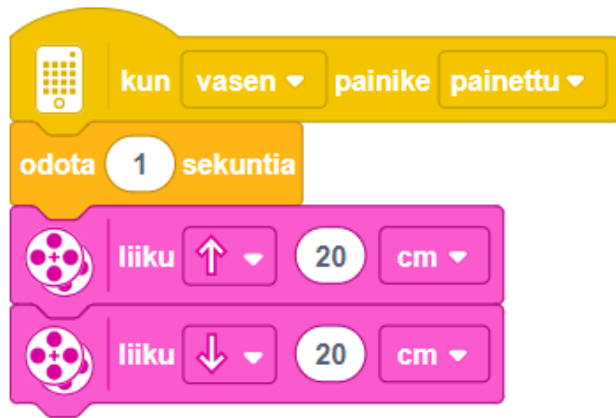 kun vasen painike painettu
odota 1 sekuntia
liiku 20 cm
liiku 20 cm